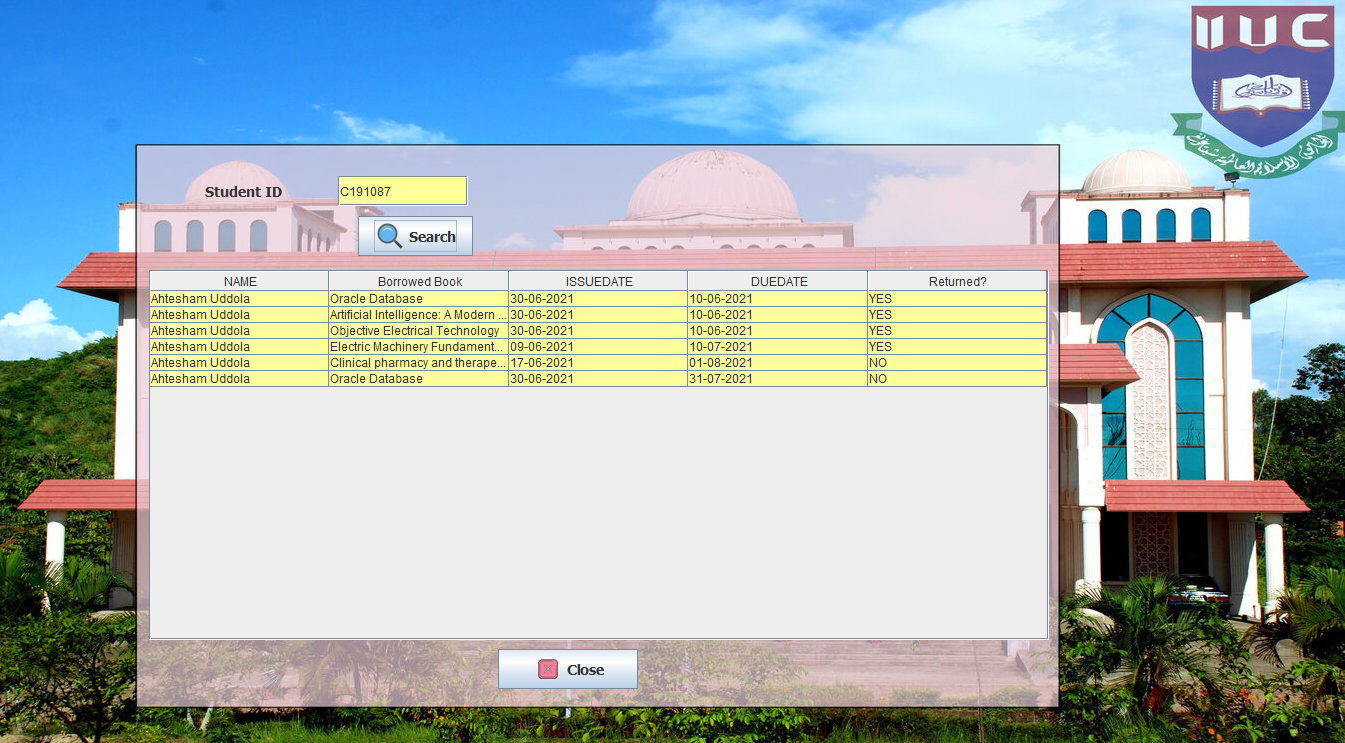 IIUC
Student ID C191087
Search
NAME Borrowed Book ISSUEDATE DUEDATE Returned?
Ahtesham Uddola Oracle Database 30-06-2021 10-06-2021 YES
Ahtesham Uddola Artificial Intelligence: A Modern ... 30-06-2021 10-06-2021 YES
Ahtesham Uddola Objective Electrical Technology 30-06-2021 10-06-2021 YES
Ahtesham Uddola Electric Machinery Fundament... 09-06-2021 10-07-2021 YES
Ahtesham Uddola Clinical pharmacy and therape... 17-06-2021 01-08-2021 NO
Ahtesham Uddola Oracle Database 30-06-2021 31-07-2021 NO
Close